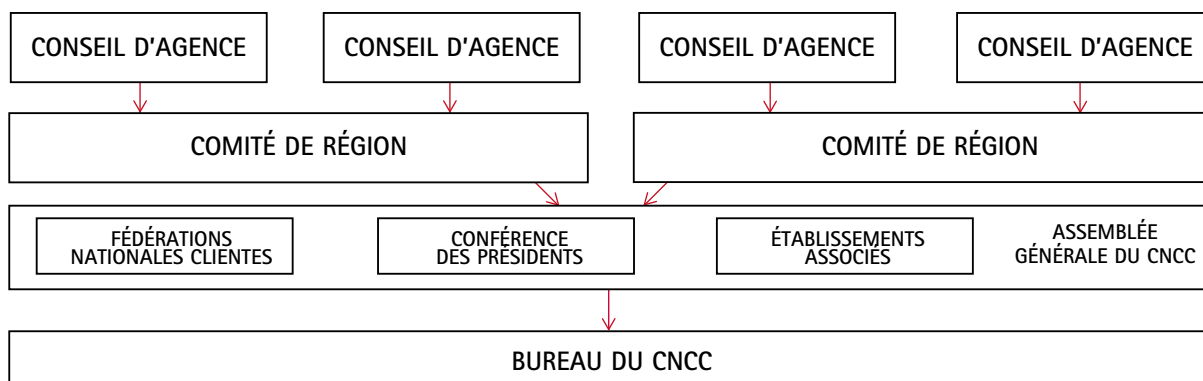 CONSEIL D'AGENCE
CONSEIL D'AGENCE
CONSEIL D'AGENCE
CONSEIL D'AGENCE
COMITÉ DE RÉGION
COMITÉ DE RÉGION
FÉDÉRATIONS
NATIONALES CLIENTES
CONFÉRENCE
DES PRÉSIDENTS
ÉTABLISSEMENTS
ASSOCIÉS
ASSEMBLÉE
GÉNÉRALE DU CNCC
BUREAU DU CNCC